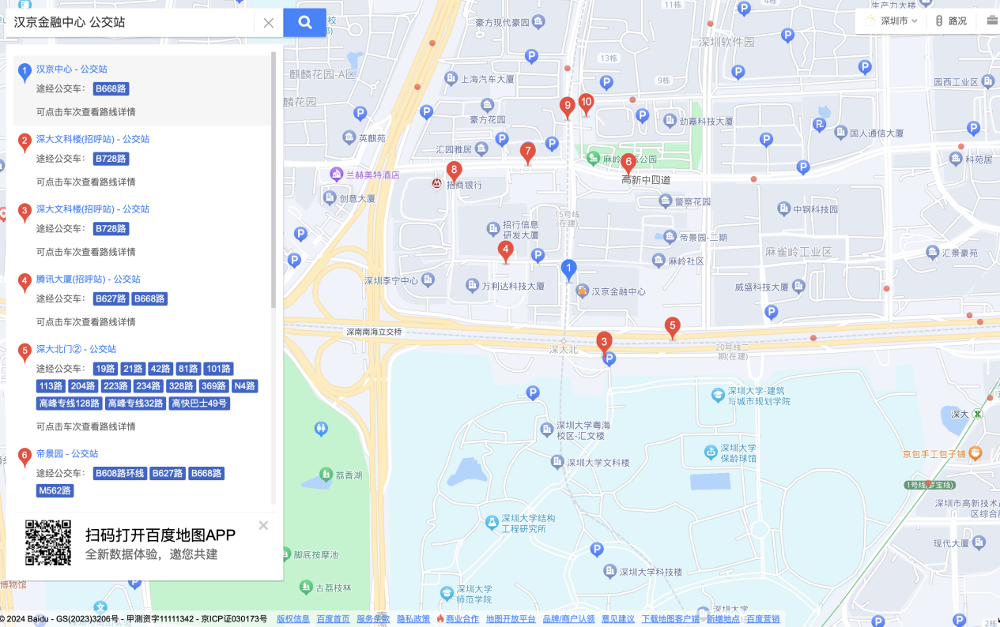 汉京金融中心 公交站
深圳市
路况
1
汉京中心 - 公交站
途经公交车：
B668路
可点击车次查看路线详情
2
深大文科楼(招呼站) - 公交站
途经公交车：
B728路
可点击车次查看路线详情
3
深大文科楼(招呼站) - 公交站
途经公交车：
B728路
可点击车次查看路线详情
4
腾讯大厦(招呼站) - 公交站
途经公交车：
B627路 B668路
可点击车次查看路线详情
5
深大北门② - 公交站
途经公交车：
19路 21路 42路 81路 101路
113路 204路 223路 234路 328路 369路 N4路
高峰专线128路 高峰专线32路 高快巴士49号
可点击车次查看路线详情
6
帝景园 - 公交站
途经公交车：
B608路环线 B627路 B668路
M562路
扫码打开百度地图APP
全新数据体验，邀您共建
生产力大楼
11栋
4栋
豪方现代豪园
深圳软件园
13栋
麒麟花园-A区
上海汽车大厦
9栋
园西工业区
麟花园
豪方花园
9
10
劲嘉科技大厦
国人通信大厦
英麒苑
汇园雅居
7
科苑居
兰赫美特酒店
8
招商银行
6
高新中四道
创意大厦
警察花园
中钢科技园
15号线
(在建)
招行信息
研发大厦
帝景园-二期
4
麻岭社区
麻雀岭工业区
汇景豪苑
1
深圳李宁中心
万利达科技大厦
汉京金融中心
威盛科技大厦
深南南海立交桥
5
3
深大北
20号线二
期(在建)
深圳大学-建筑
与城市规划学院
深大
深圳大学粤海
校区-汇文楼
深圳大学
保龄球馆
京包手工包子铺
深圳大学文科楼
荔香湖
1号线(罗宝线)
深圳市高新技术产
区综合服
深圳大学结构
工程研究所
现代大厦
脚底按摩池
深圳大学科技楼
博物馆
古荔枝林
深圳大学
师范学院
深圳大学
2栋
© 2024 Baidu - GS(2023)3206号 - 甲测资字11111342 - 京ICP证030173号 版权信息 百度首页 服务条款 隐私政策 商业合作 地图开放平台 品牌/商户认领 意见建议 下载地图客户端 新增地点 百度营销